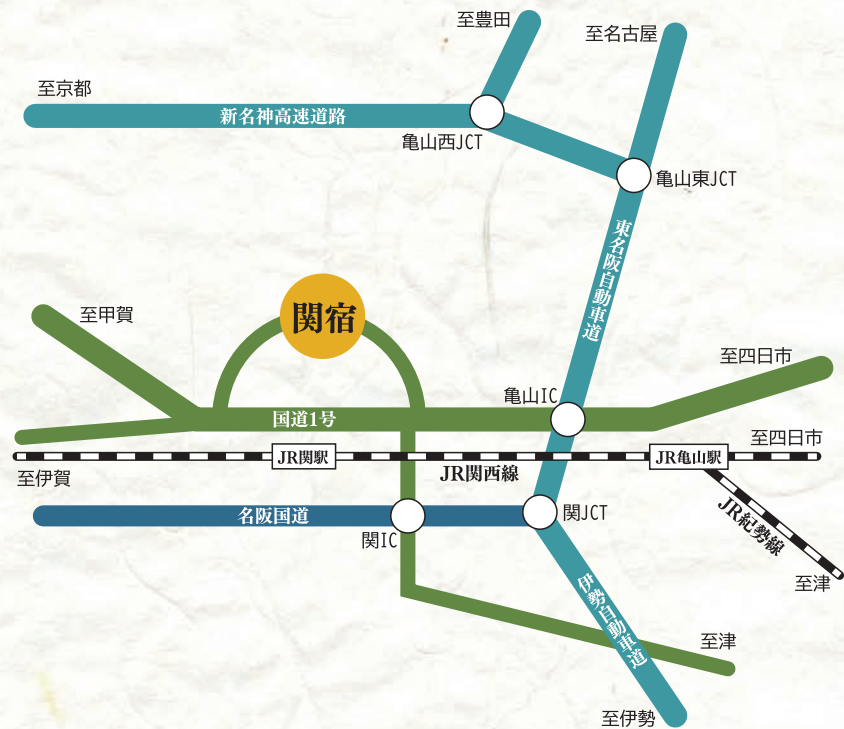 至豊田
至名古屋
至京都
新名神高速道路
亀山西JCT
亀山東JCT
東名阪自動車道
関宿
至甲賀
至四日市
亀山IC
国道1号
至四日市
JR関駅
JR亀山駅
至伊賀
JR関西線
JR紀勢線
名阪国道
関JCT
関IC
至津
伊勢自動車道
至津
至伊勢